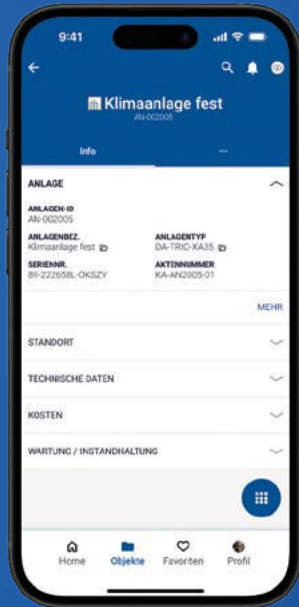 9:41
Klimaanlage fest
AN-002005
Info ...
ANLAGE
ANLAGEN-ID
AN-002005
ANLAGENBEZ. ANLAGENTYP
Klimaanlage fest DA-TRIC-XA35
SERIENNR. AKTENNUMMER
89-222658L-OKSZY KA-AN2005-01
MEHR
STANDORT
TECHNISCHE DATEN
KOSTEN
WARTUNG / INSTANDHALTUNG
Home Objekte Favoriten Profil